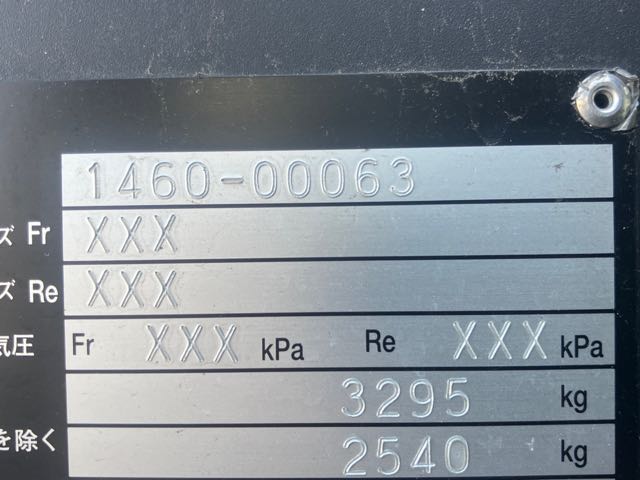 1460-00063
ズ Fr XXX
ズ Re XXX
気圧 Fr XXX kPa Re XXX kPa
3295 kg
を除く 2540 kg